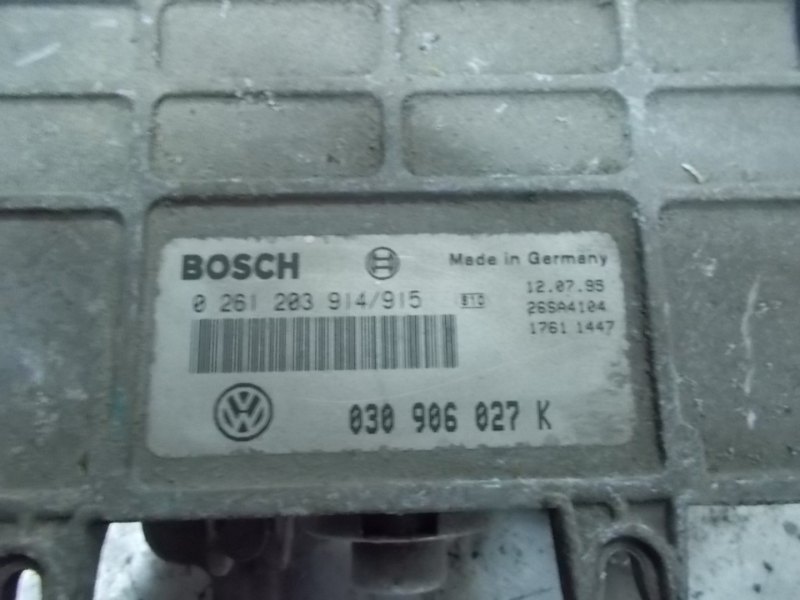 BOSCH
Made in Germany
0 261 203 914/915
12.07.95
26SA4104
1761 1447
030 906 027 K